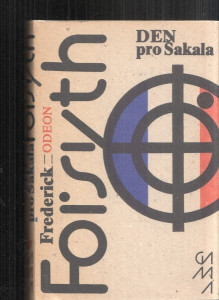 DEN
pro Šakala
Frederick
ODEON
Forsyth
GAMA